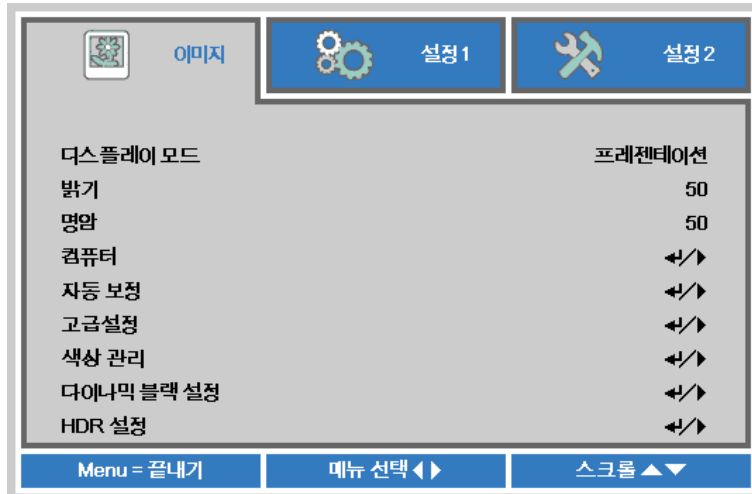 이미지 설정 1 설정 2
디스플레이 모드 프레젠테이션
밝기 50
명암 50
컴퓨터 ↵/▶
자동 보정 ↵/▶
고급설정 ↵/▶
색상 관리 ↵/▶
다이나믹 블랙 설정 ↵/▶
HDR 설정 ↵/▶
Menu = 끝내기 메뉴 선택 ◀▶ 스크롤 ▲▼